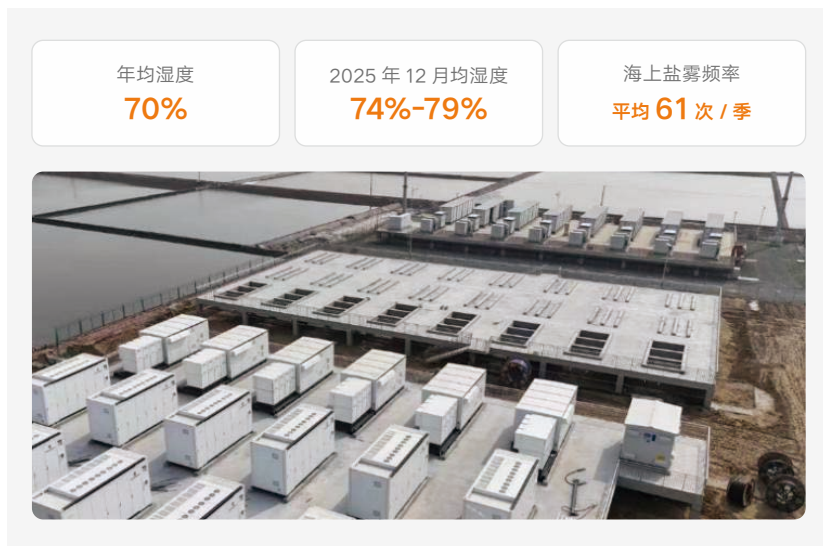 年均湿度
70%
2025 年 12 月均湿度
74%-79%
海上盐雾频率
平均 61 次 / 季